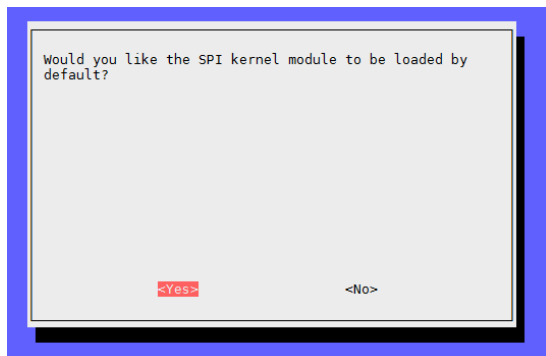 Would you like the SPI kernel module to be loaded by
default?
<Yes> <No>